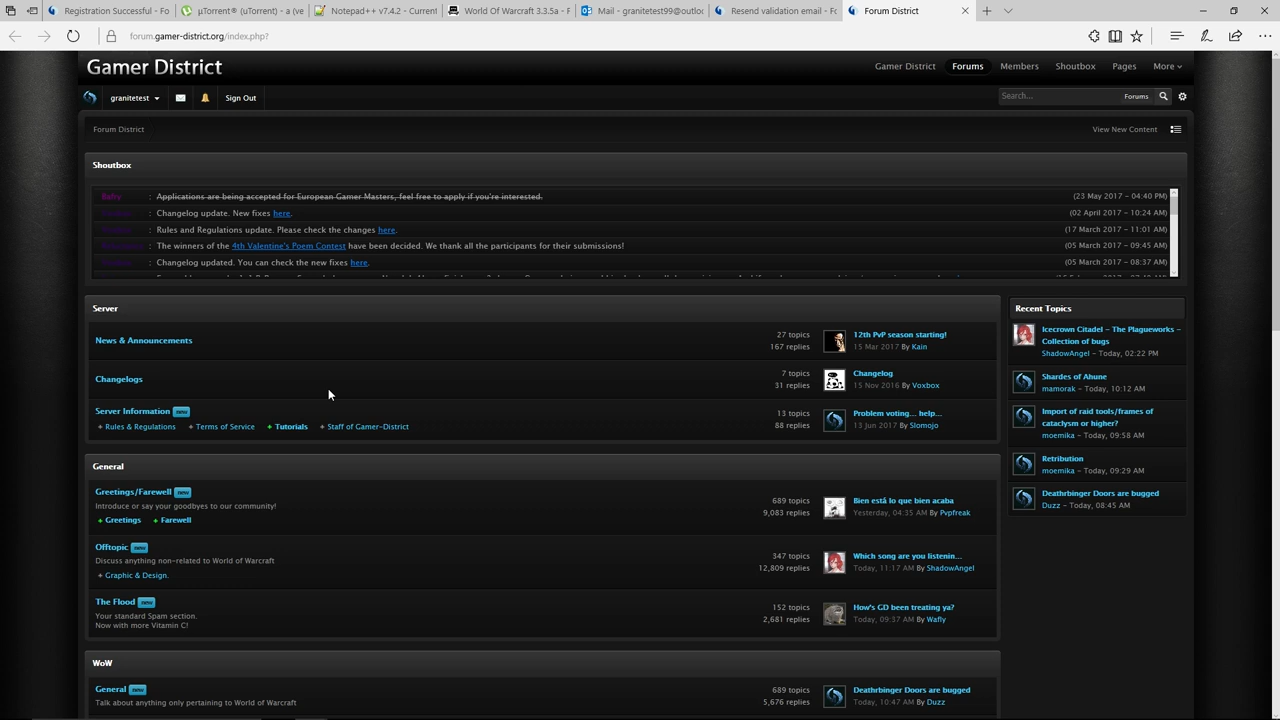 Registration Successful - Fo
µTorrent® (uTorrent) - a (ve
Notepad++ v7.4.2 - Current
World Of Warcraft 3.3.5a - F
Mail - granitetest99@outloo
Resend validation email - Fo
Forum District
forum.gamer-district.org/index.php?
Gamer District
Gamer District Forums Members Shoutbox Pages More
granitetest Sign Out
Search... Forums
Forum District
View New Content
Shoutbox
: Applications are being accepted for European Gamer Masters, feel free to apply if you're interested. (23 May 2017 - 04:40 PM)
: Changelog update. New fixes here. (02 April 2017 - 10:24 AM)
: Rules and Regulations update. Please check the changes here. (17 March 2017 - 11:01 AM)
: The winners of the 4th Valentine's Poem Contest have been decided. We thank all the participants for their submissions! (05 March 2017 - 09:45 AM)
: Changelog updated. You can check the new fixes here. (05 March 2017 - 08:37 AM)
Server
News & Announcements
27 topics
167 replies
12th PvP season starting!
15 Mar 2017 By Kain
Changelogs
7 topics
31 replies
Changelog
15 Nov 2016 By Voxbox
Server Information new
+ Rules & Regulations + Terms of Service + Tutorials + Staff of Gamer-District
13 topics
88 replies
Problem voting... help...
13 Jun 2017 By Slomojo
General
Greetings/Farewell new
Introduce or say your goodbyes to our community!
+ Greetings + Farewell
689 topics
9,083 replies
Bien está lo que bien acaba
Yesterday, 04:35 AM By Pvpfreak
Offtopic new
Discuss anything non-related to World of Warcraft
+ Graphic & Design.
347 topics
12,809 replies
Which song are you listenin...
Today, 11:17 AM By ShadowAngel
The Flood new
Your standard Spam section.
Now with more Vitamin C!
152 topics
2,681 replies
How's GD been treating ya?
Today, 09:37 AM By Wafly
WoW
General new
Talk about anything only pertaining to World of Warcraft
689 topics
5,676 replies
Deathrbinger Doors are bugged
Today, 10:47 AM By Duzz
Recent Topics
Icecrown Citadel - The Plagueworks -
Collection of bugs
ShadowAngel - Today, 02:22 PM
Shardes of Ahune
mamorak - Today, 10:12 AM
Import of raid tools/frames of
cataclysm or higher?
moemika - Today, 09:58 AM
Retribution
moemika - Today, 09:29 AM
Deathrbinger Doors are bugged
Duzz - Today, 08:45 AM